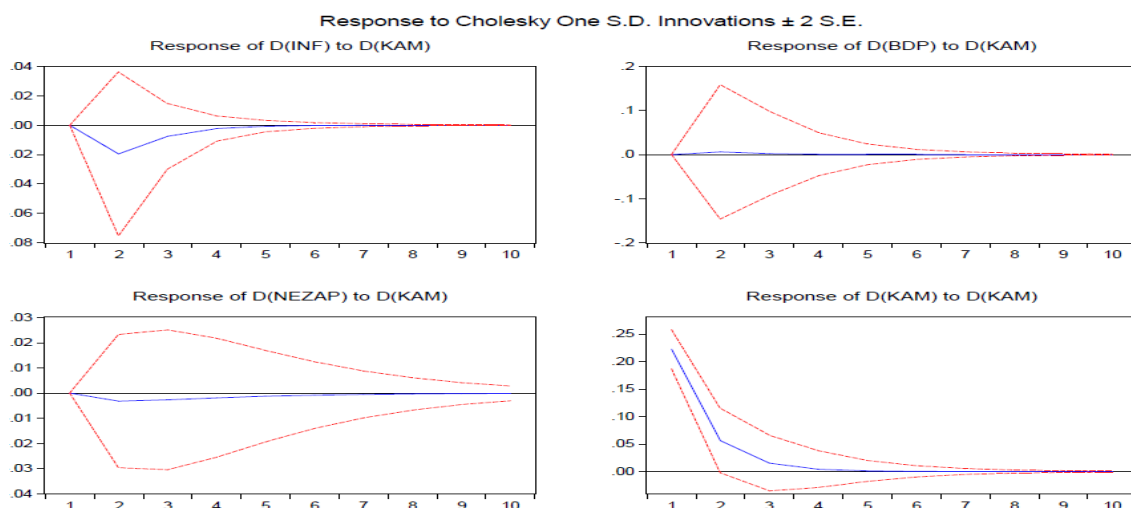 Response to Cholesky One S.D. Innovations ± 2 S.E.
Response of D(INF) to D(KAM)
.04
.02
.00
.02
.04
.06
.08
1 2 3 4 5 6 7 8 9 10
Response of D(BDP) to D(KAM)
.2
.1
.0
-.1
-.2
1 2 3 4 5 6 7 8 9 10
Response of D(NEZAP) to D(KAM)
.03
.02
.01
.00
.01
.02
.03
.04
1 2 3 4 5 6 7 8 9 10
Response of D(KAM) to D(KAM)
.25
.20
.15
.10
.05
.00
1 2 3 4 5 6 7 8 9 10